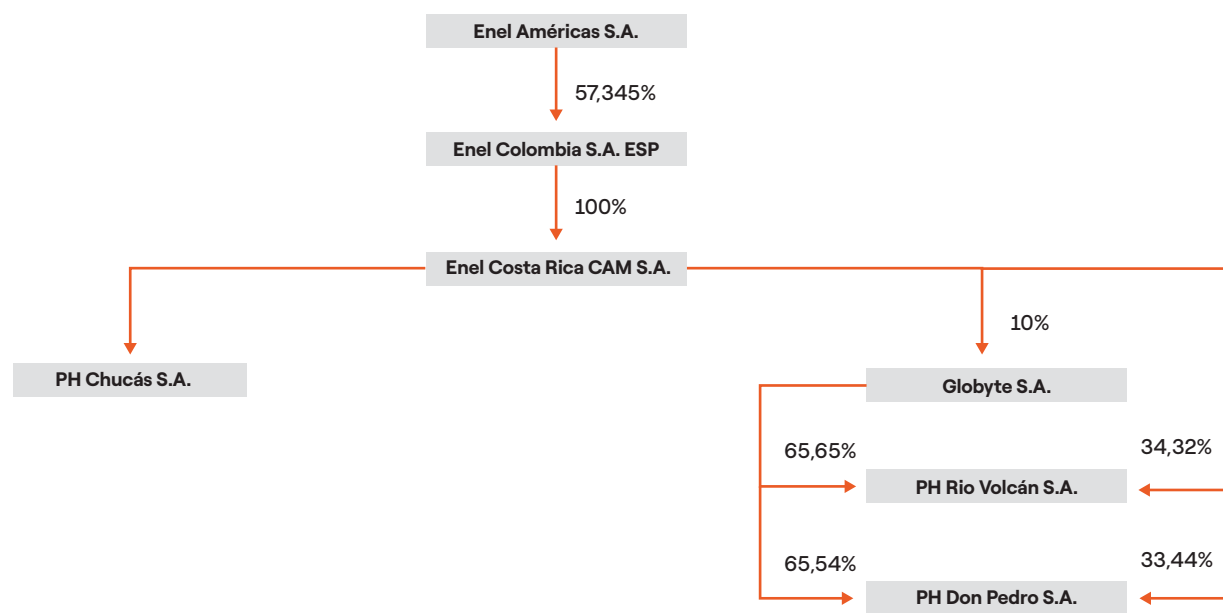 Enel Américas S.A.
57,345%
Enel Colombia S.A. ESP
100%
Enel Costa Rica CAM S.A.
10%
PH Chucás S.A.
Globyte S.A.
65,65%
34,32%
PH Rio Volcán S.A.
65,54%
33,44%
PH Don Pedro S.A.